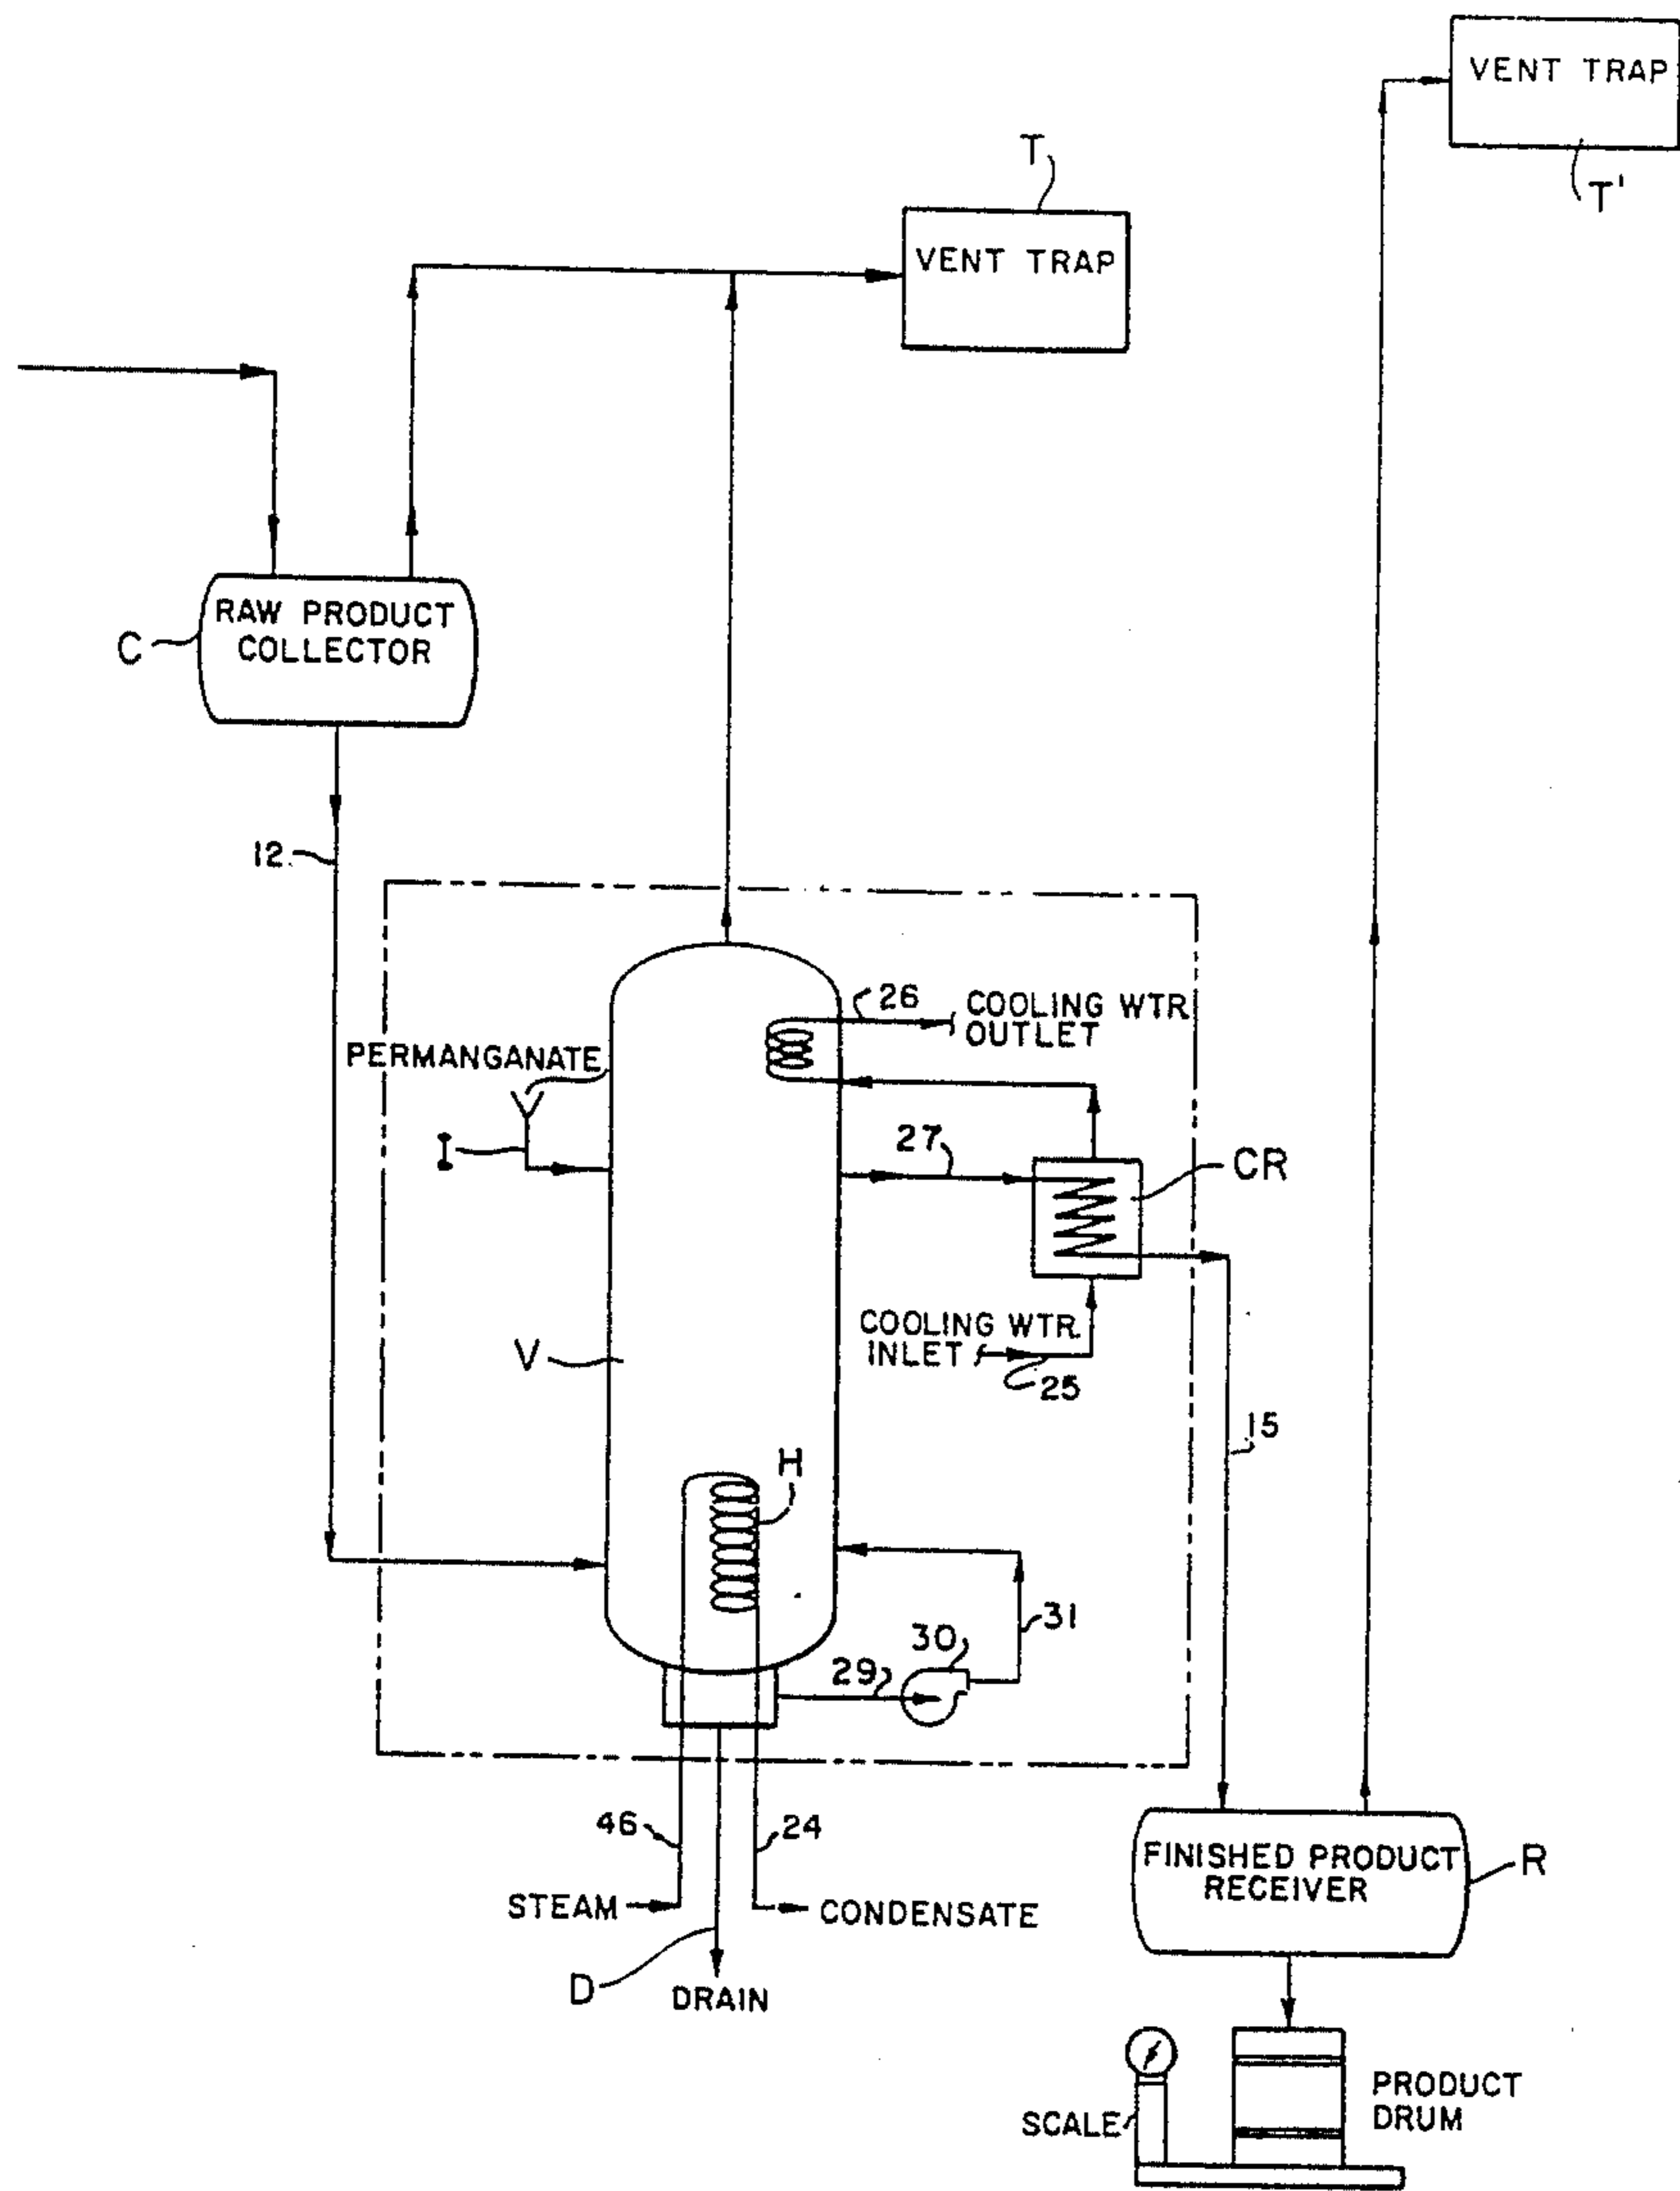 VENT TRAP
T'
T
VENT TRAP
RAW PRODUCT
COLLECTOR
C
12
26
COOLING WTR
OUTLET
PERMANGANATE
I
27
CR
COOLING WTR.
INLET
25
V
15
H
31
30
29
46
24
STEAM
CONDENSATE
FINISHED PRODUCT
RECEIVER
R
D
DRAIN
SCALE
PRODUCT
DRUM